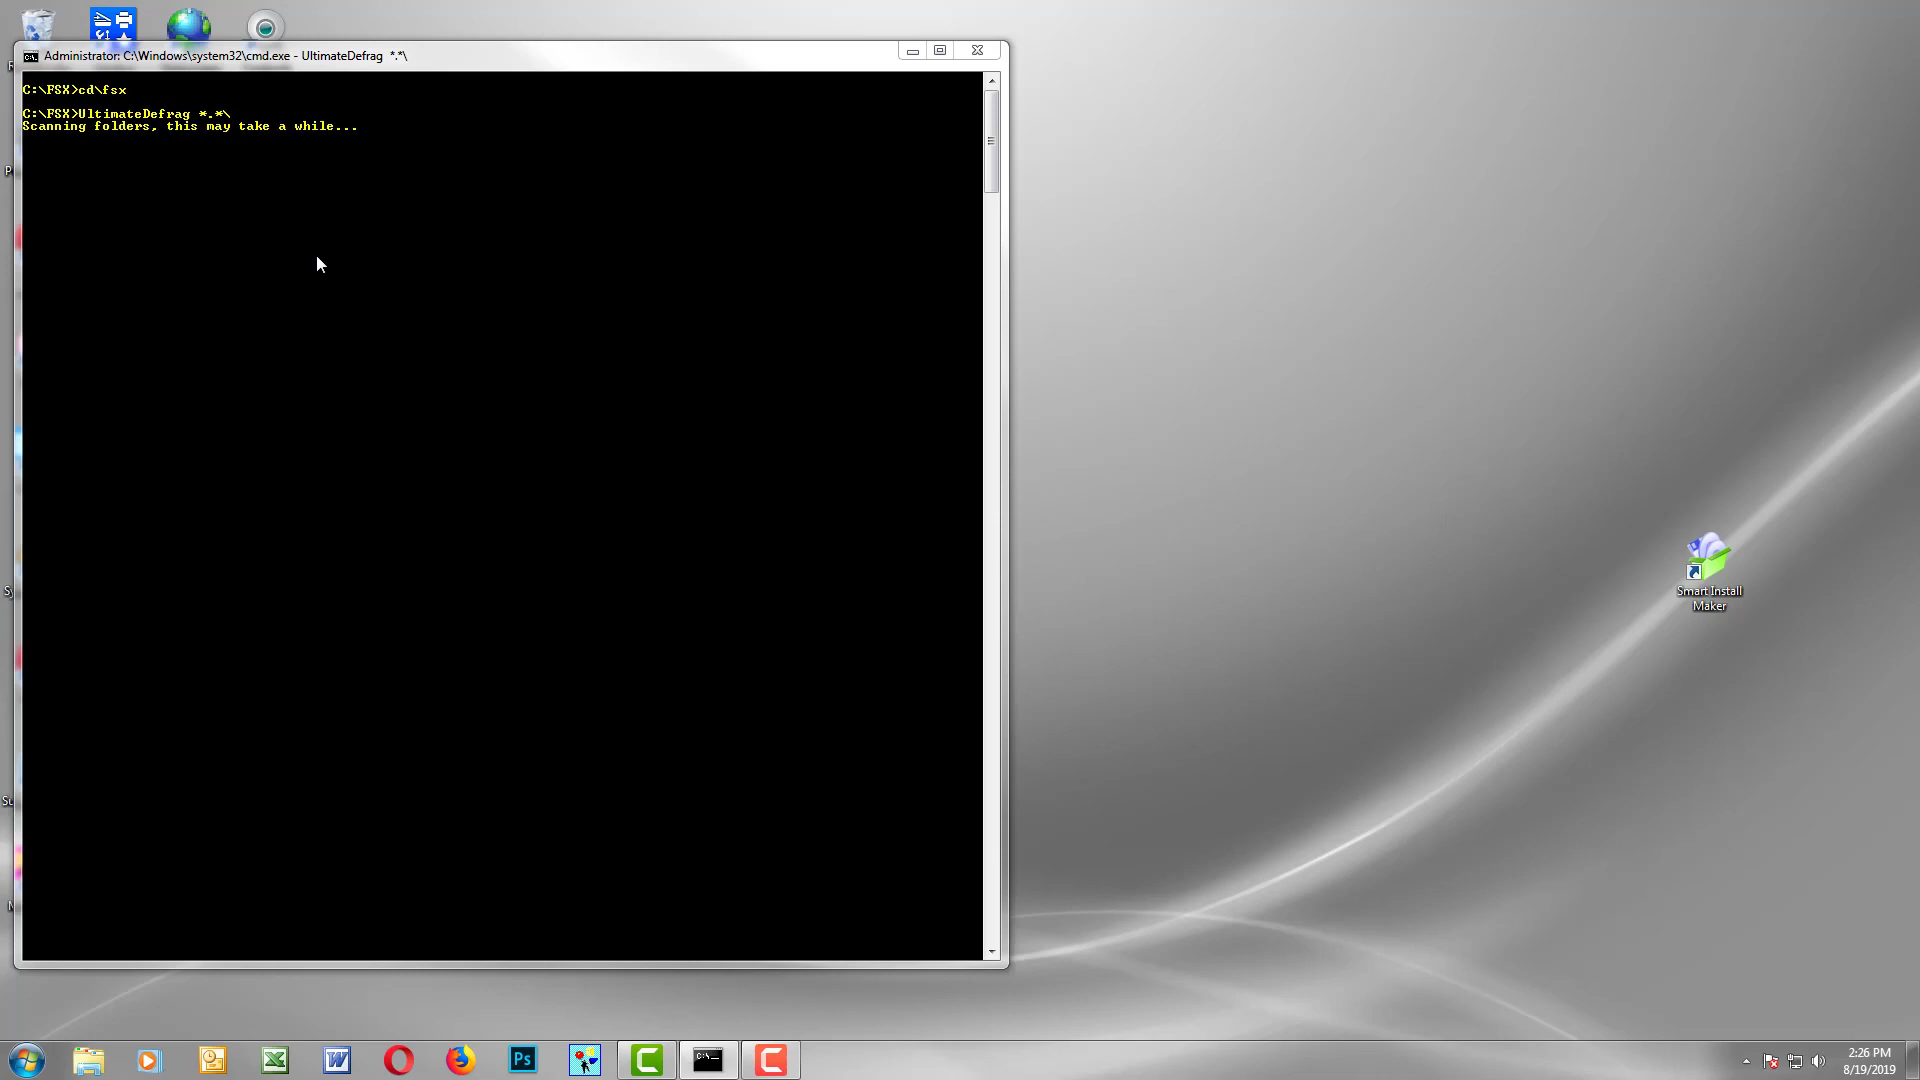 Administrator: C:\Windows\system32\cmd.exe - UltimateDefrag  *.*\
C:\FSX>cd\fsx
C:\FSX>UltimateDefrag *.*\
Scanning folders, this may take a while...
Smart Install
Maker
Ps
2:26 PM
8/19/2019